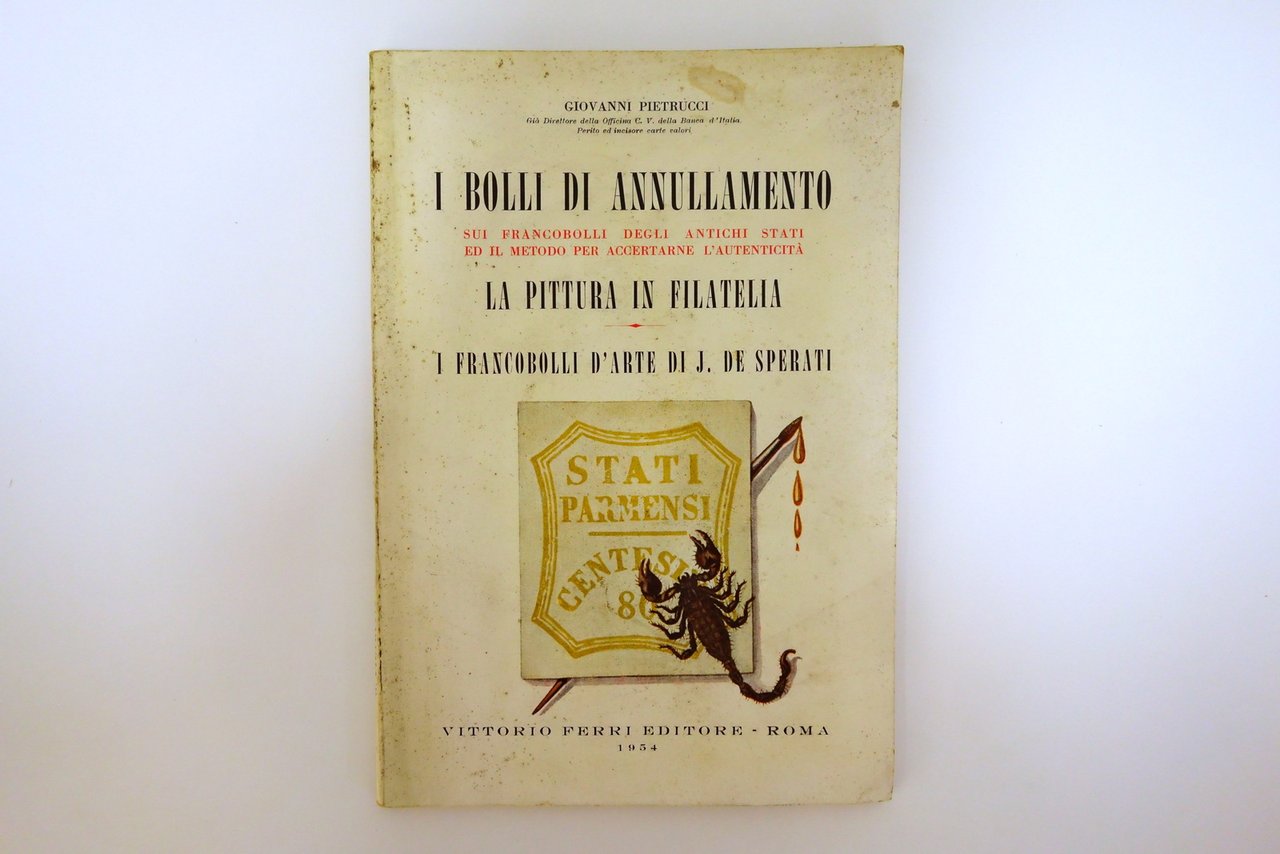 GIOVANNI PIETRUCCI
Già Direttore della Officina C. V. della Banca d'Italia.
Perito ed incisore carte valori
I BOLLI DI ANNULLAMENTO
SUI FRANCOBOLLI DEGLI ANTICHI STATI
ED IL METODO PER ACCERTARNE L'AUTENTICITÀ
LA PITTURA IN FILATELIA
I FRANCOBOLLI D'ARTE DI J. DE SPERATI
STATI
PARMENSI
CENTESI
80
VITTORIO FERRI EDITORE - ROMA
1954